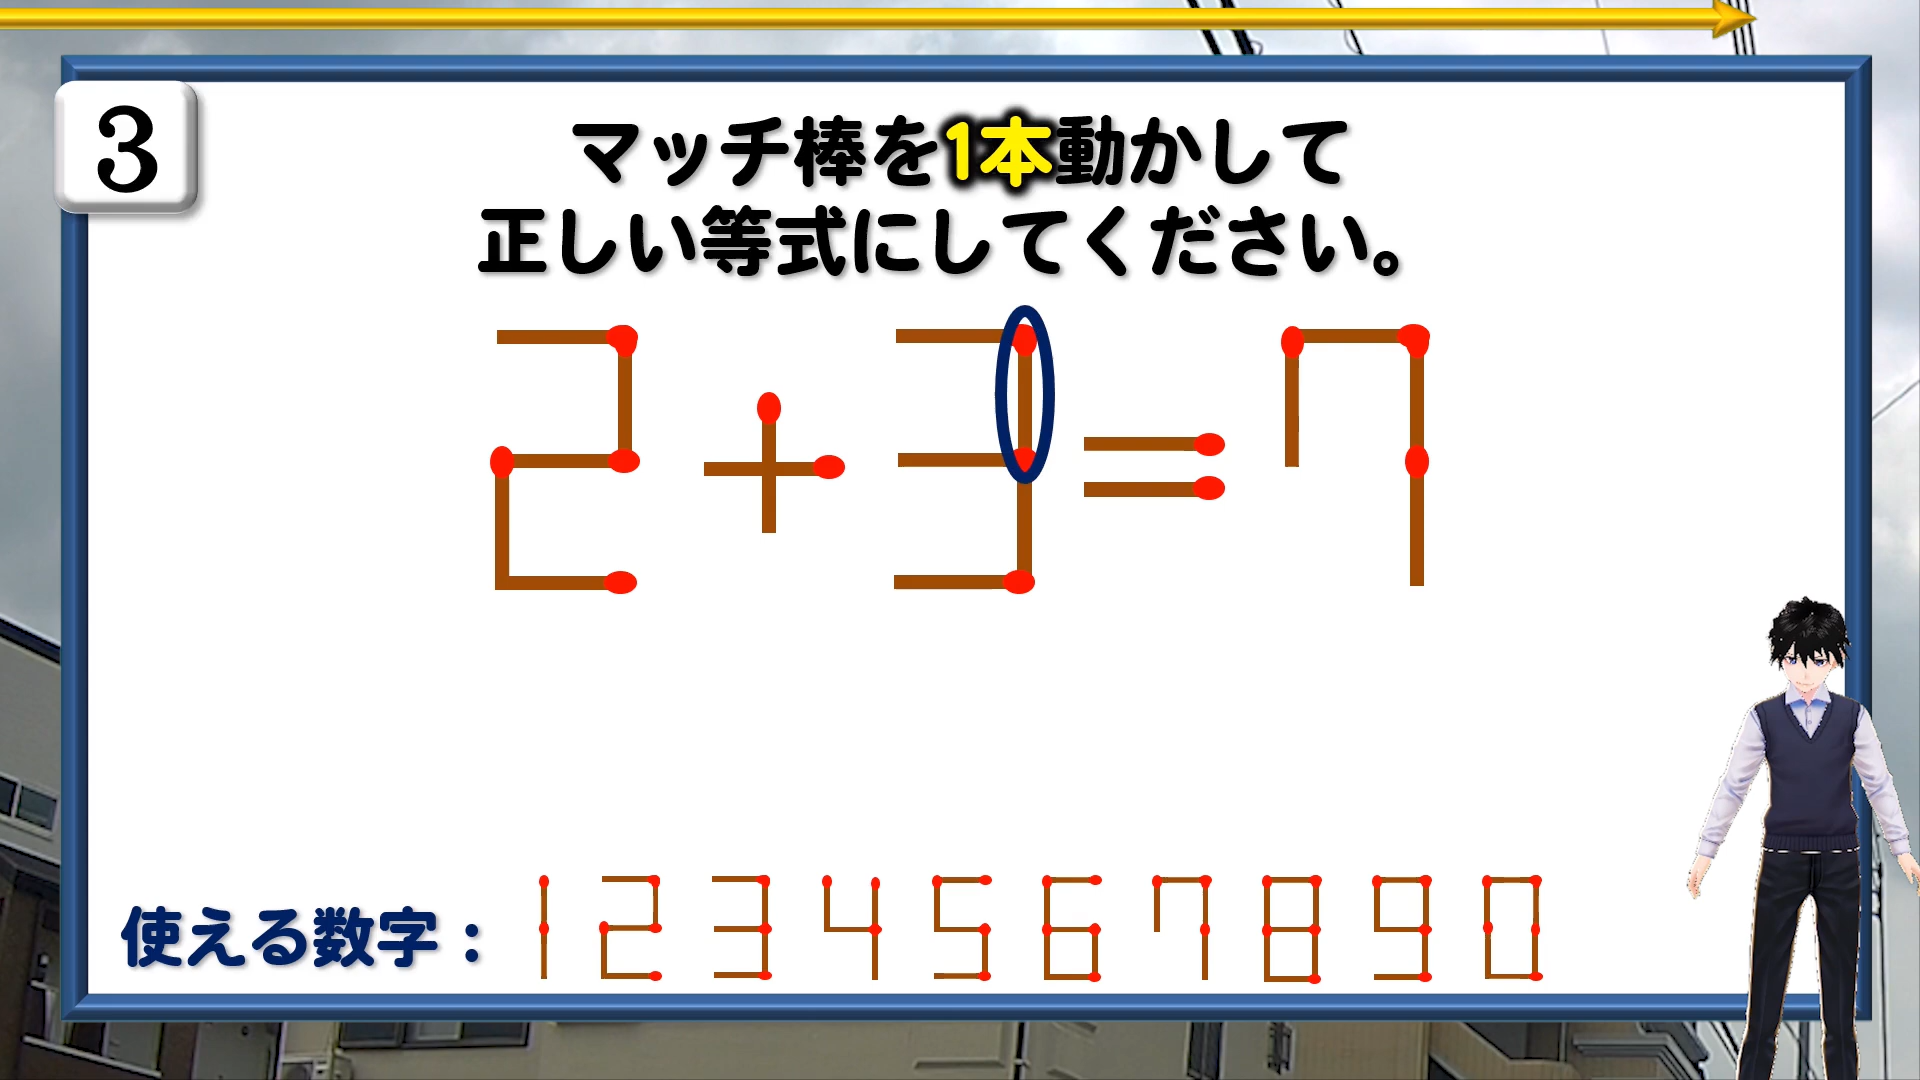 3
マッチ棒を1本動かして
正しい等式にしてください。
2+3=7
使える数字：1234567890